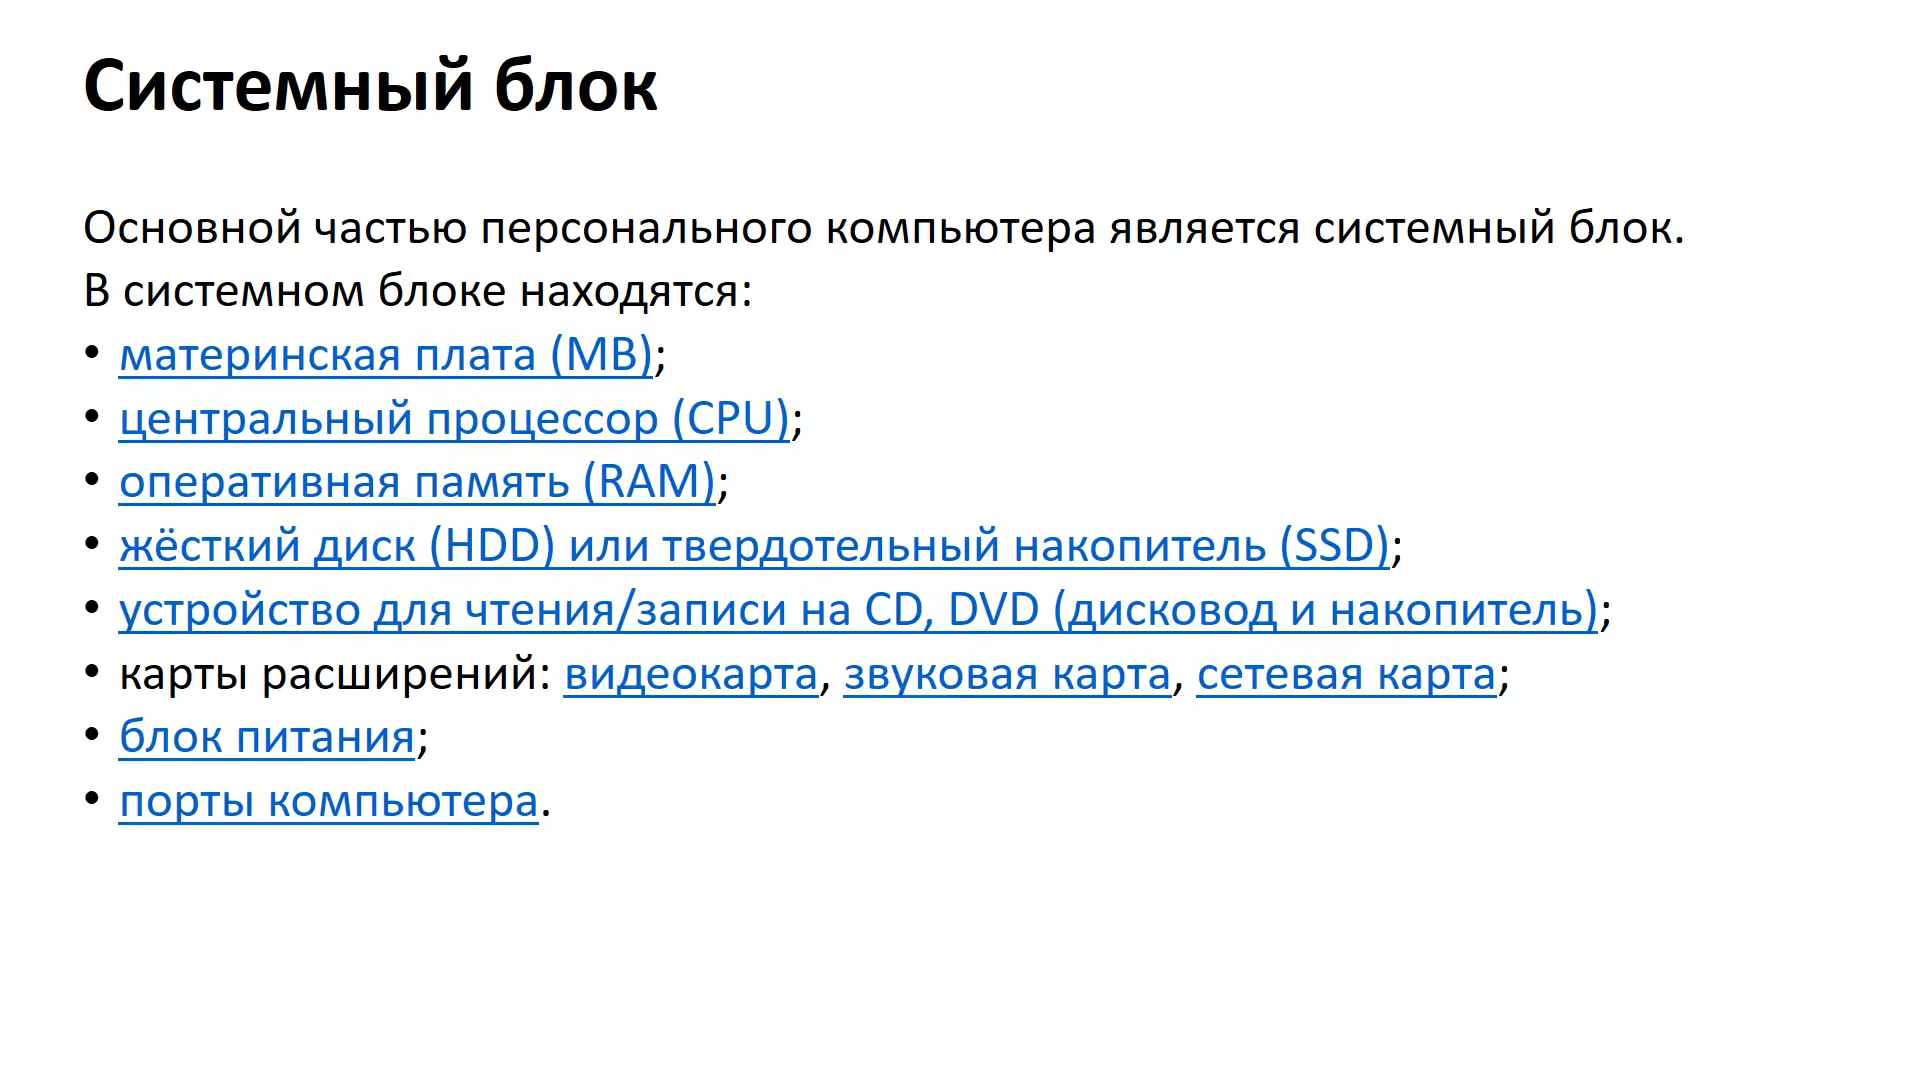 Системный блок
Основной частью персонального компьютера является системный блок.
В системном блоке находятся:
• материнская плата (MB);
• центральный процессор (CPU);
• оперативная память (RAM);
• жёсткий диск (HDD) или твердотельный накопитель (SSD);
• устройство для чтения/записи на CD, DVD (дисковод и накопитель);
• карты расширений: видеокарта, звуковая карта, сетевая карта;
• блок питания;
• порты компьютера.